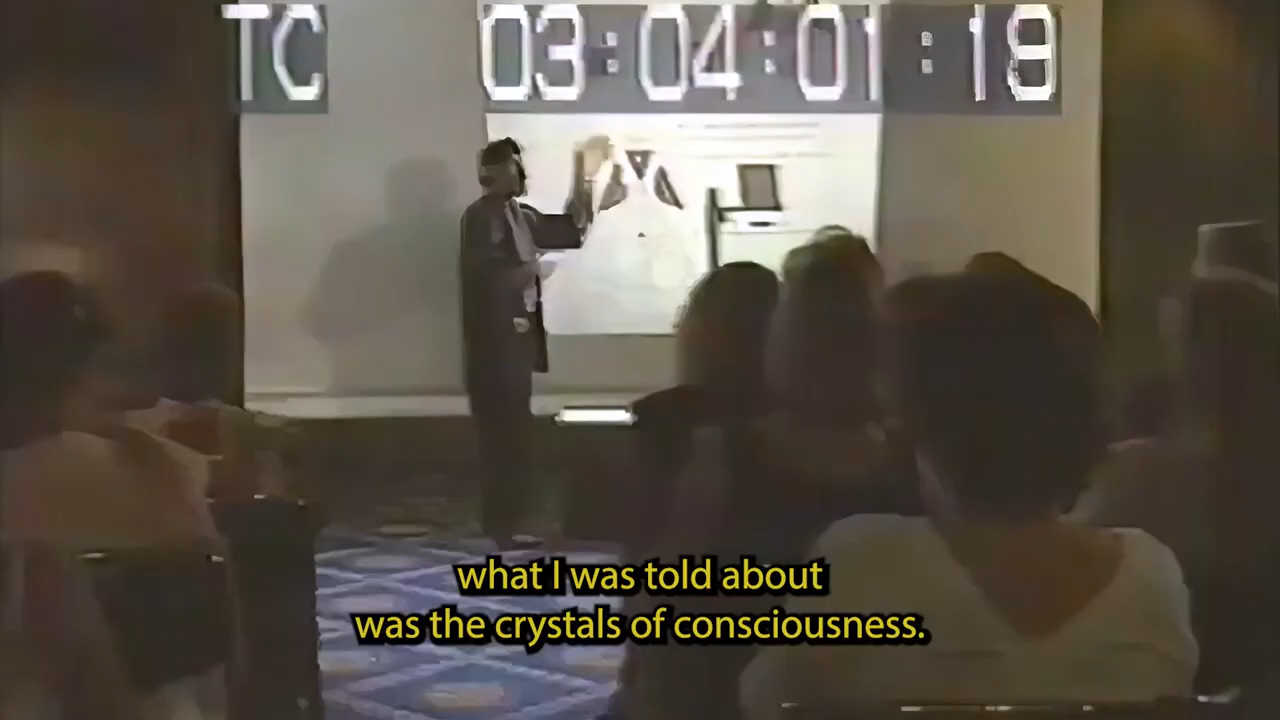 TC 03:04:01:19
what I was told about
was the crystals of consciousness.